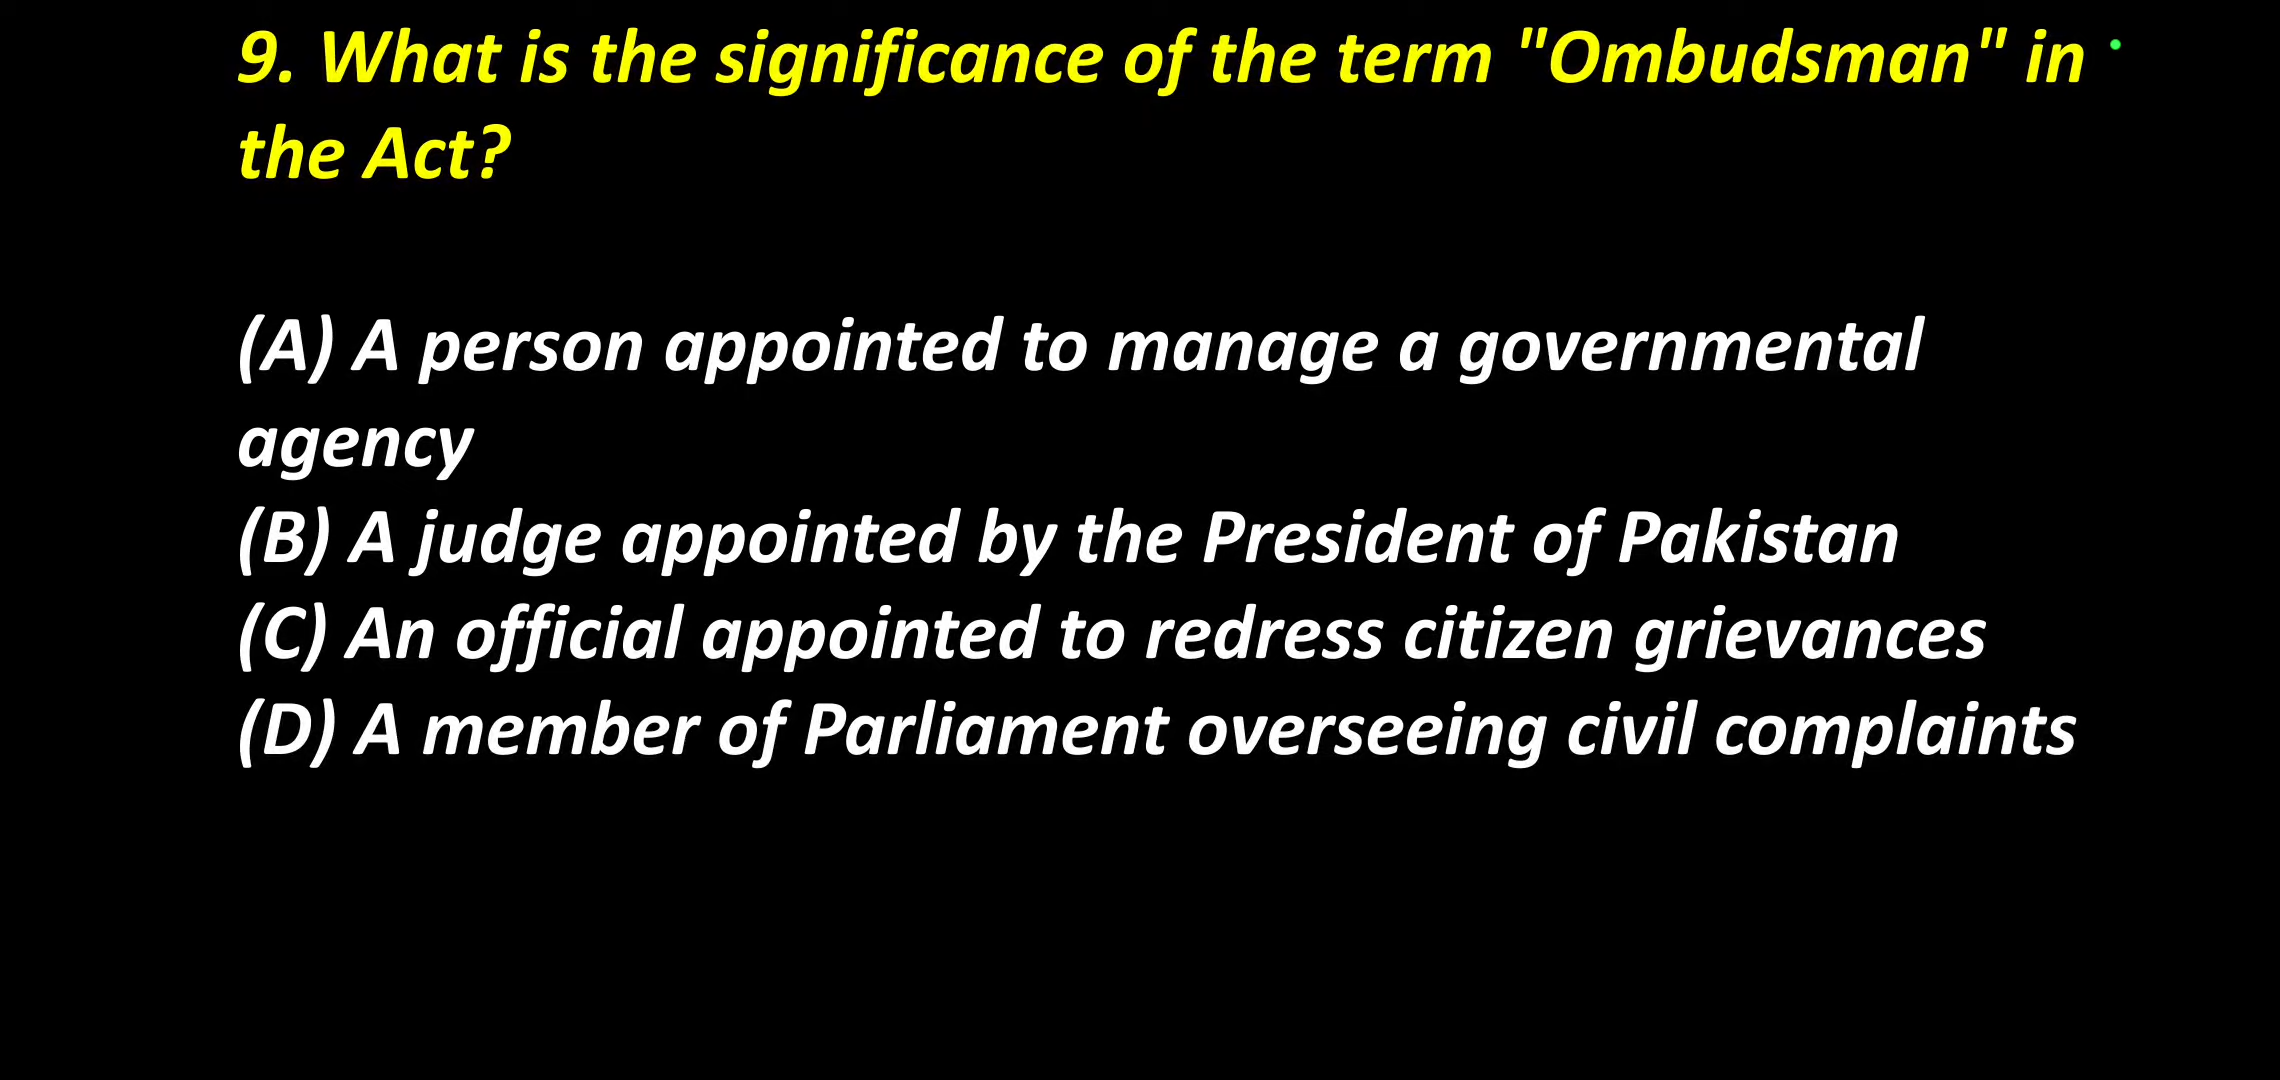 9. What is the significance of the term "Ombudsman" in
the Act?
(A) A person appointed to manage a governmental
agency
(B) A judge appointed by the President of Pakistan
(C) An official appointed to redress citizen grievances
(D) A member of Parliament overseeing civil complaints